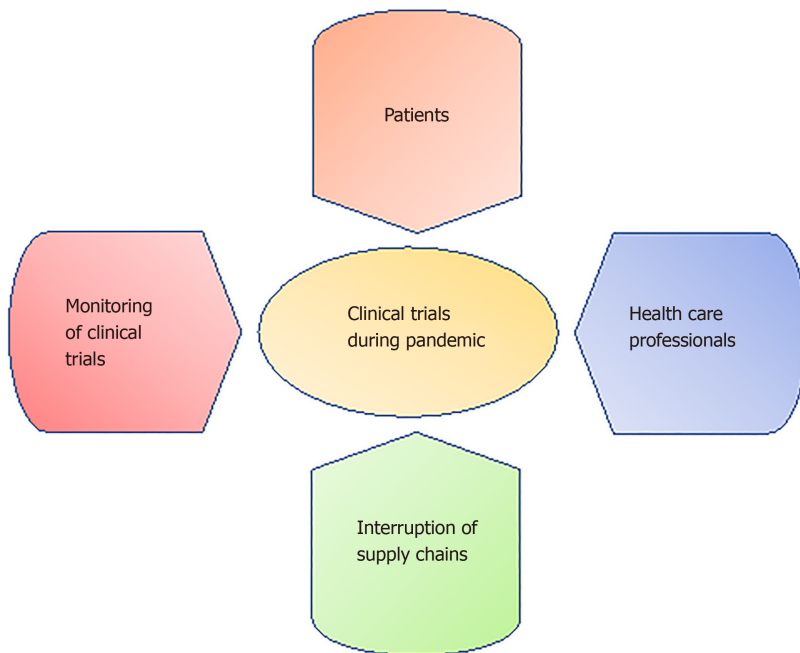 Patients
Monitoring
of clinical
trials
Clinical trials
during pandemic
Health care
professionals
Interruption of
supply chains